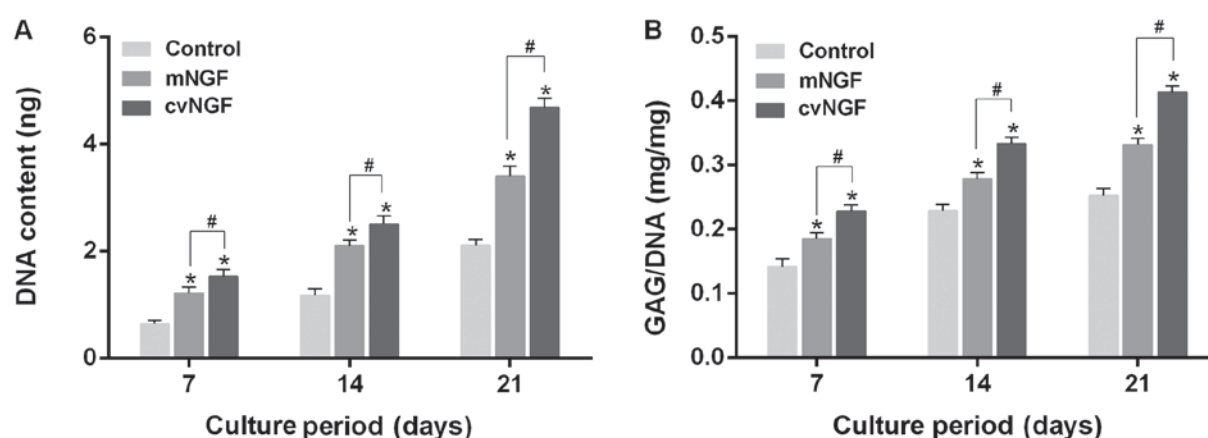 A
DNA content (ng)
6
4
2
0
Control
mNGF
cvNGF
* * #
* * #
* * #
7 14 21
Culture period (days)
B
GAG/DNA (mg/mg)
0.5
0.4
0.3
0.2
0.1
0.0
Control
mNGF
cvNGF
* * #
* * #
* * #
7 14 21
Culture period (days)